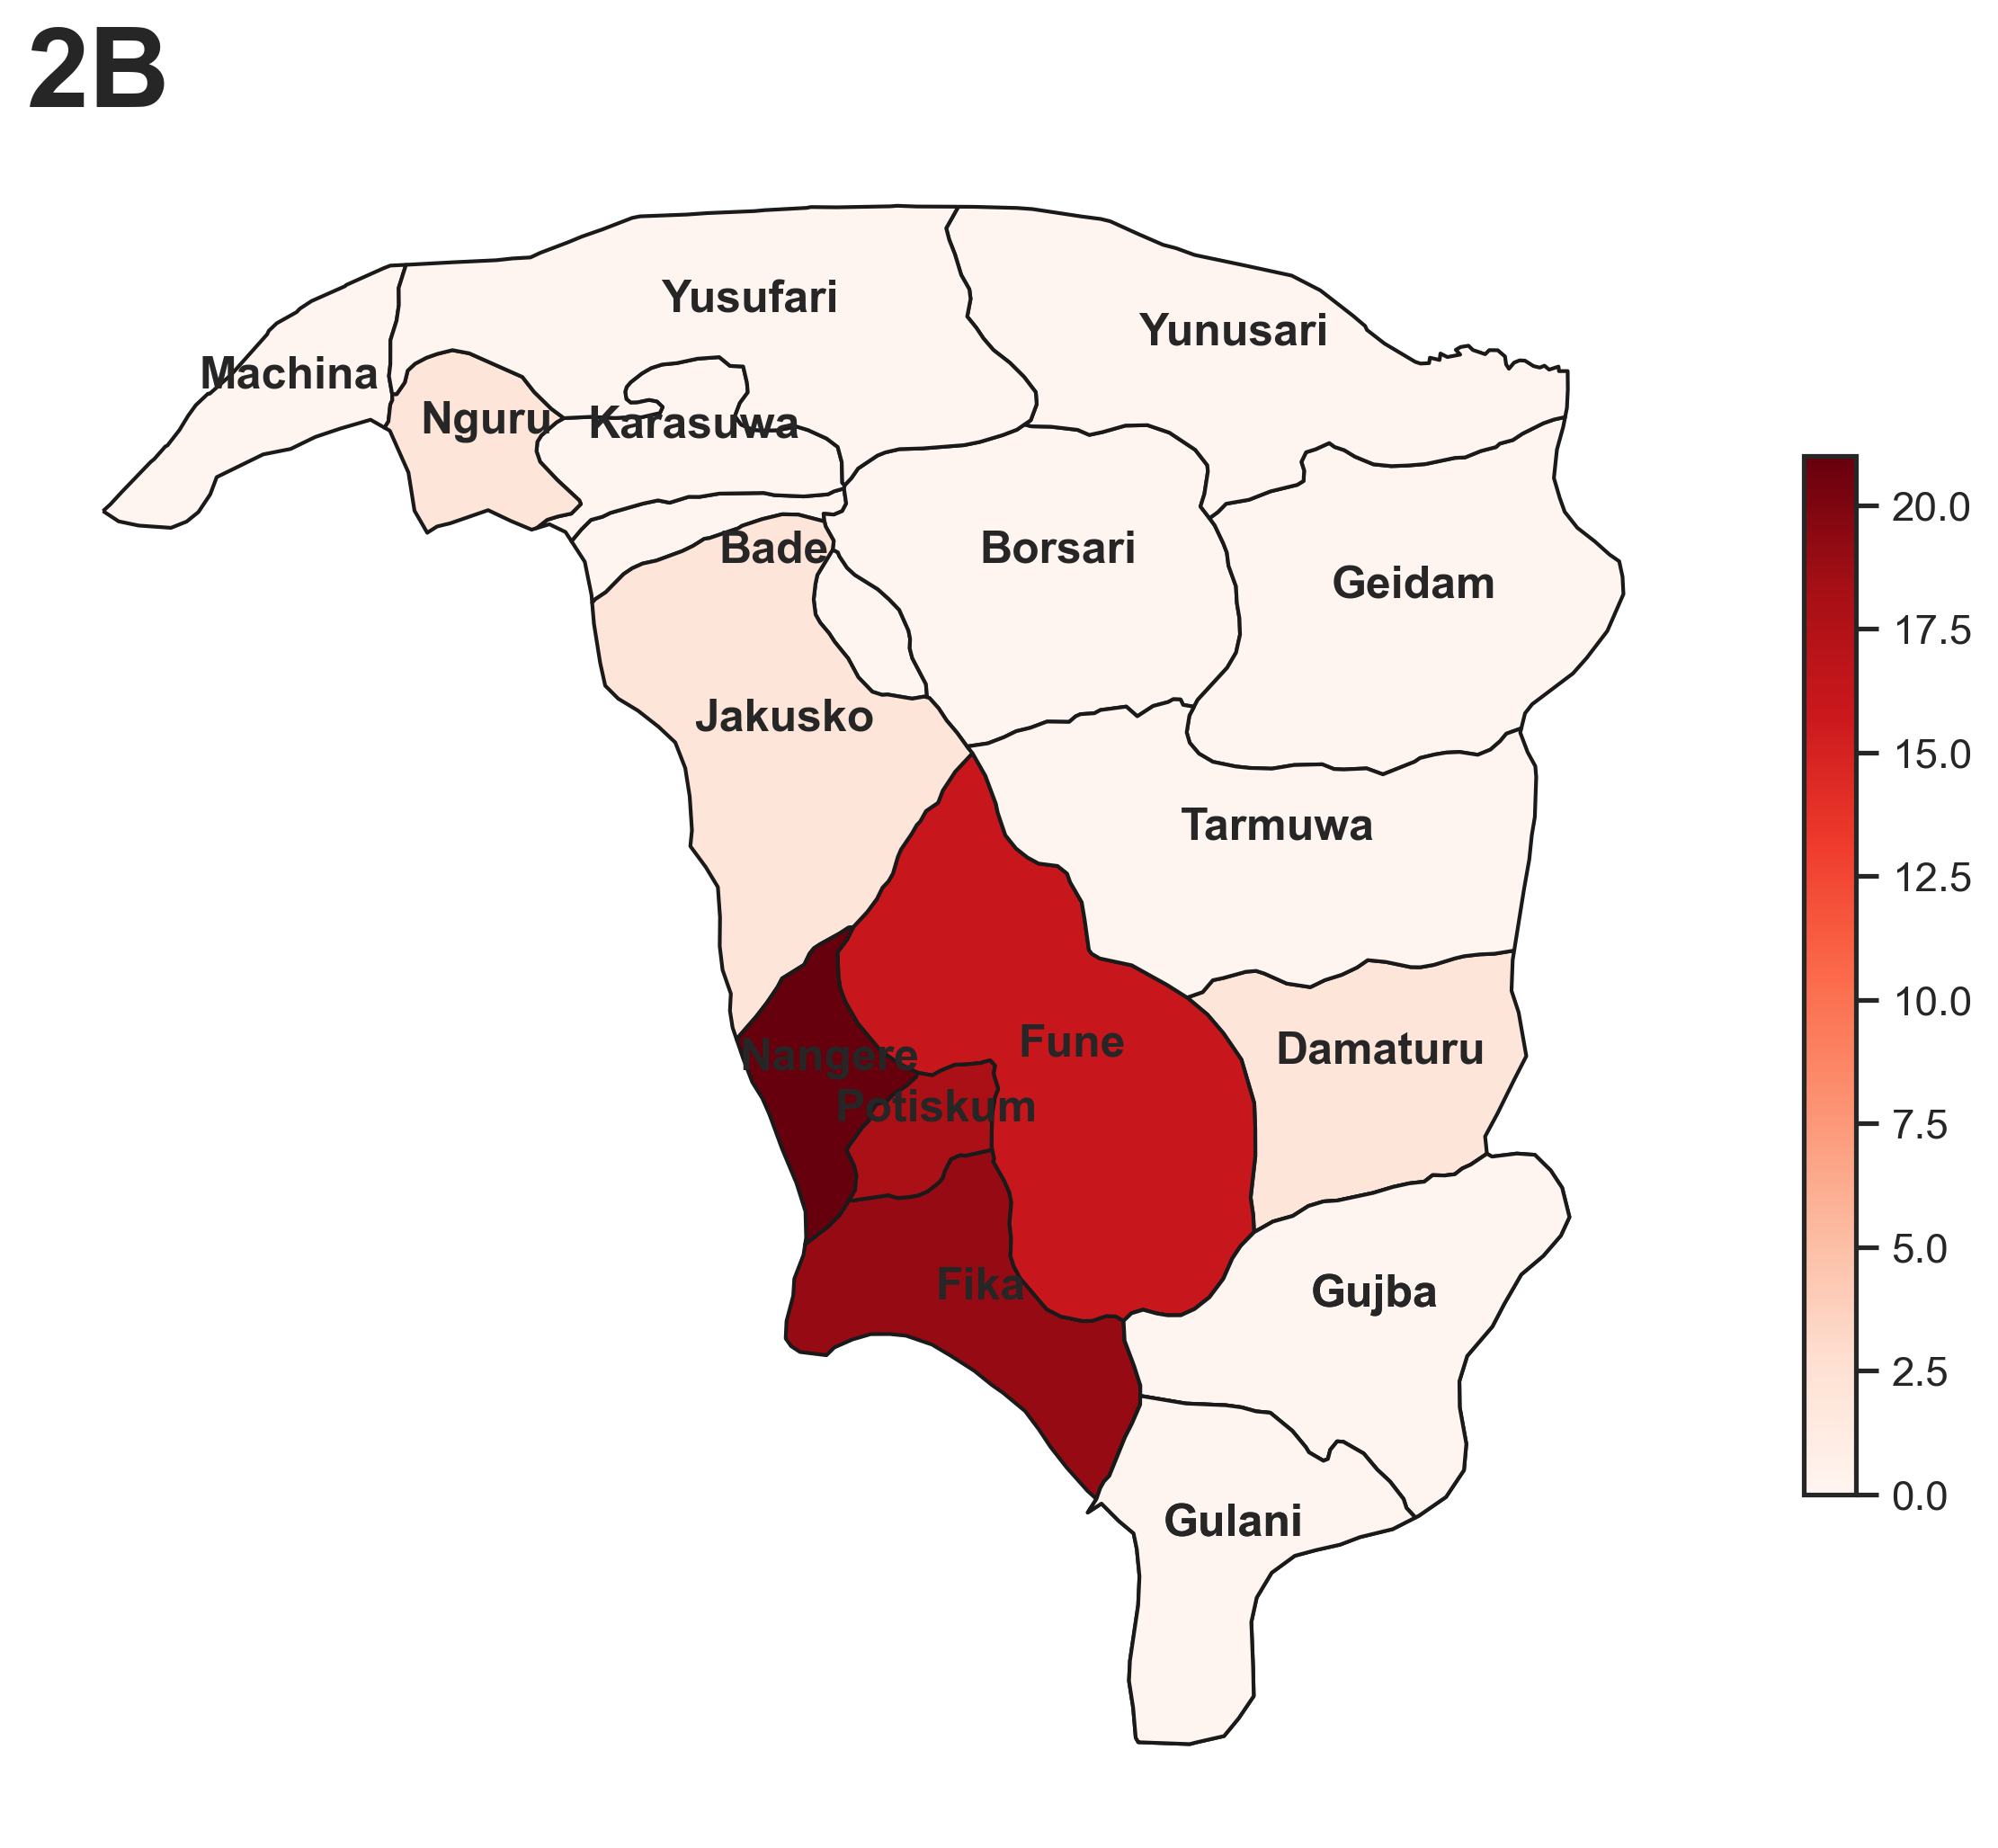 2B
Yusufari
Yunusari
Machina
Nguru
Karasuwa
Bade
Borsari
Geidam
Jakusko
Tarmuwa
Fune
Damaturu
Nangere
Potiskum
Fika
Gujba
Gulani
20.0
17.5
15.0
12.5
10.0
7.5
5.0
2.5
0.0